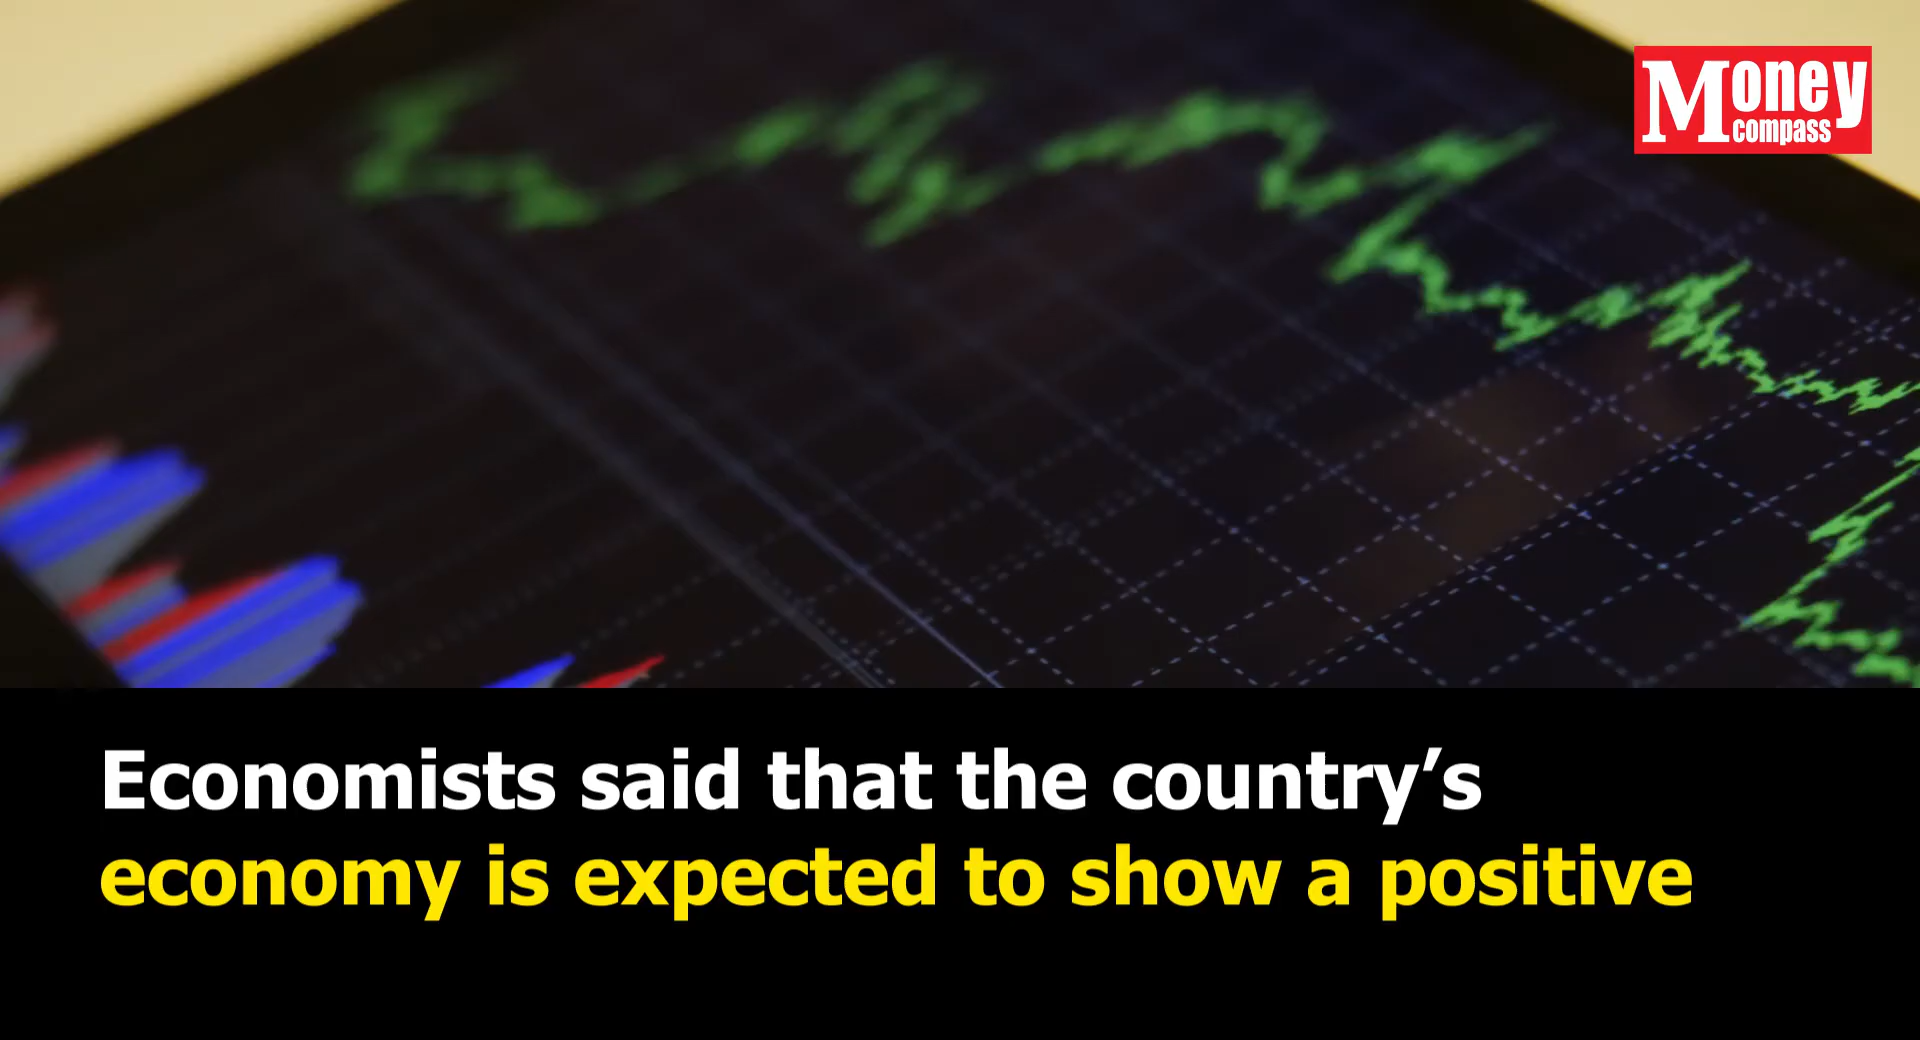 Money
compass
Economists said that the country’s
economy is expected to show a positive